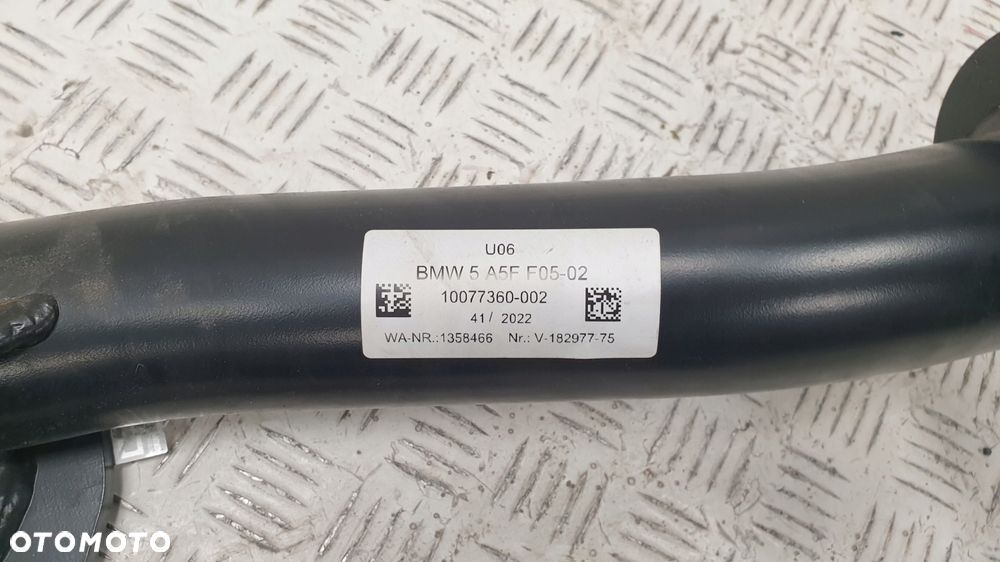 U06
BMW 5 A5F F05-02
10077360-002
41/ 2022
WA-NR.:1358466 Nr.: V-182977-75
OTOMOTO